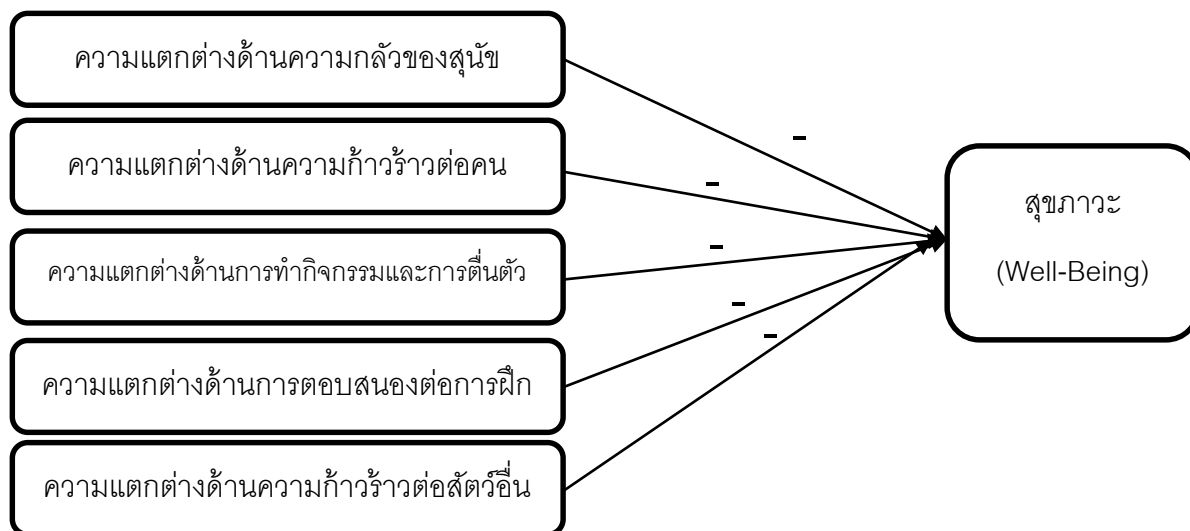 ความแตกต่างด้านความกลัวของสุนัข
ความแตกต่างด้านความก้าวร้าวต่อคน
ความแตกต่างด้านการทำกิจกรรมและการตื่นตัว
ความแตกต่างด้านการตอบสนองต่อการฝึก
ความแตกต่างด้านความก้าวร้าวต่อสัตว์อื่น
-
-
-
-
-
สุขภาวะ
(Well-Being)